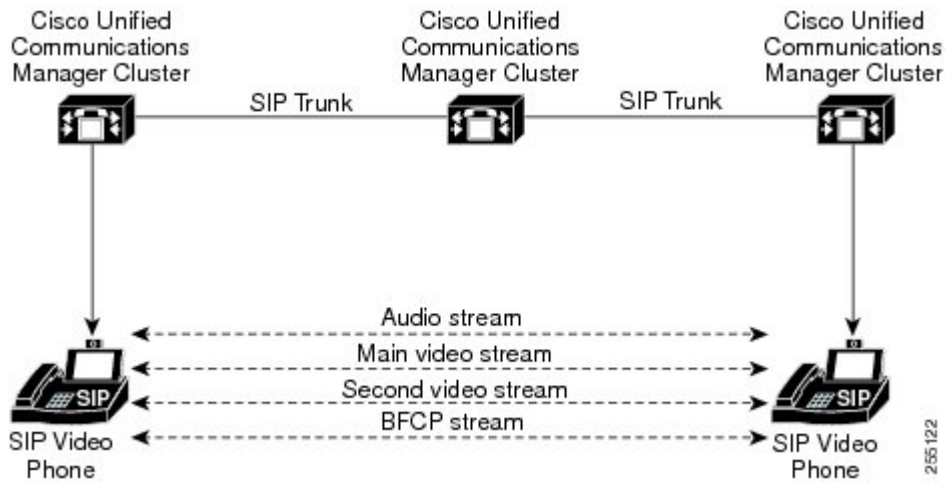 Cisco Unified
Communications
Manager Cluster
Cisco Unified
Communications
Manager Cluster
Cisco Unified
Communications
Manager Cluster
SIP Trunk
SIP Trunk
Audio stream
Main video stream
Second video stream
BFCP stream
SIP
SIP Video
Phone
SIP
SIP Video
Phone
255122